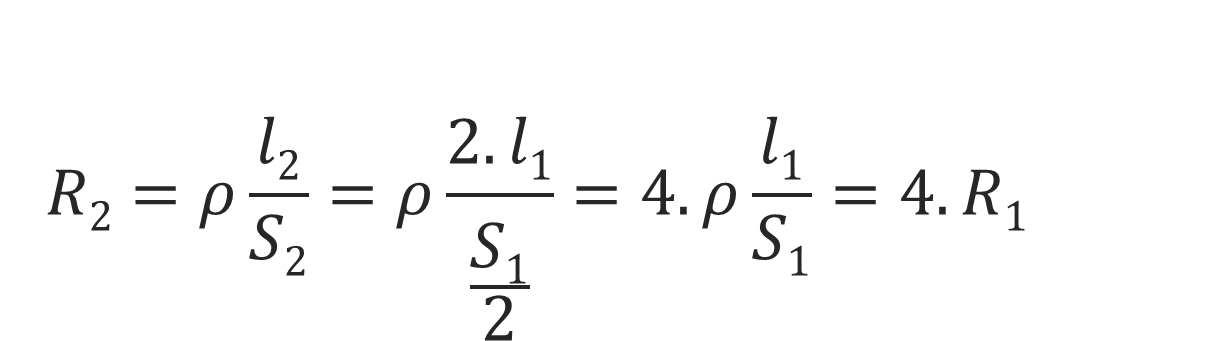 R₂ = ρ l₂/S₂ = ρ 2. l₁/(S₁/2) = 4. ρ l₁/S₁ = 4. R₁